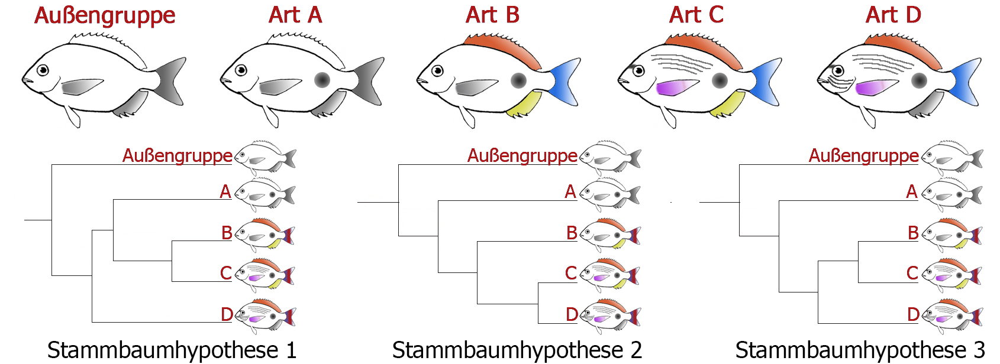 Außengruppe
Art A
Art B
Art C
Art D
Außengruppe
A
B
C
D
Stammbaumhypothese 1
Außengruppe
A
B
C
D
Stammbaumhypothese 2
Außengruppe
A
B
C
D
Stammbaumhypothese 3